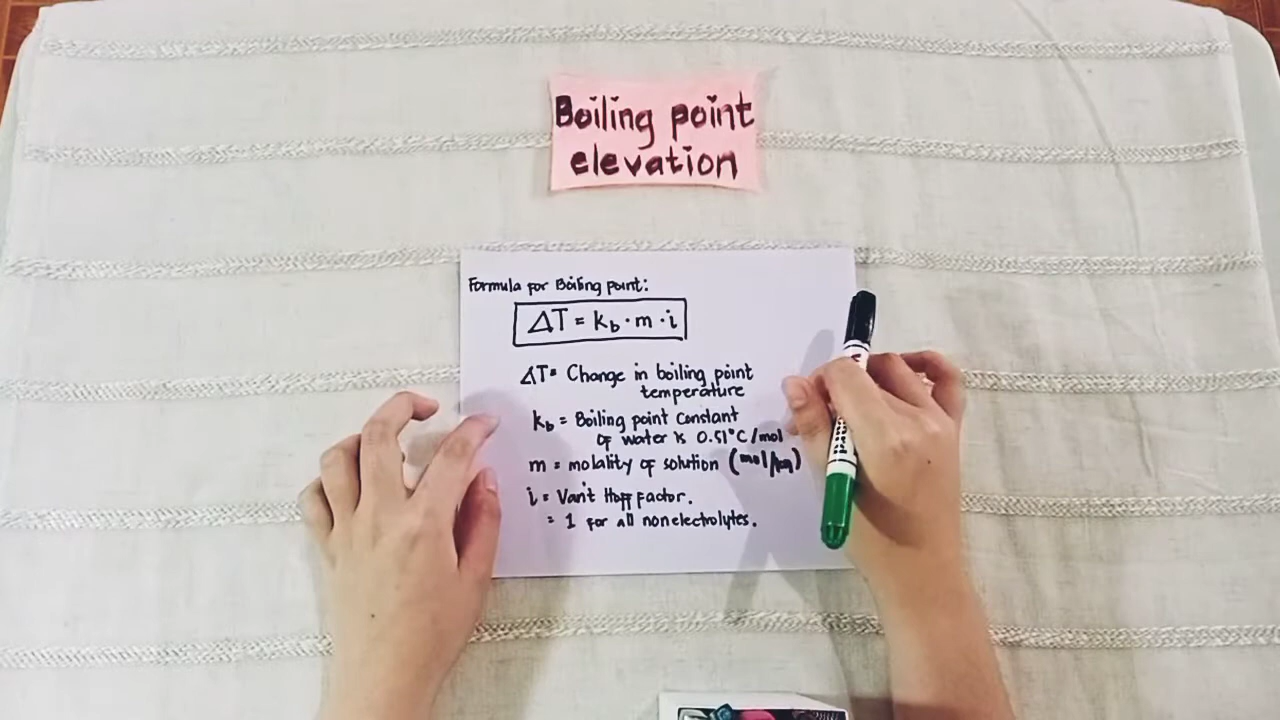 Boiling point
elevation
Formula for Boiling point:
ΔT = kb · m · i
ΔT = Change in boiling point
temperature
kb = Boiling point Constant
of water is 0.51°C/mol
m = molality of solution (mol/kg)
i = Van't Hoff factor.
= 1 for all nonelectrolytes.